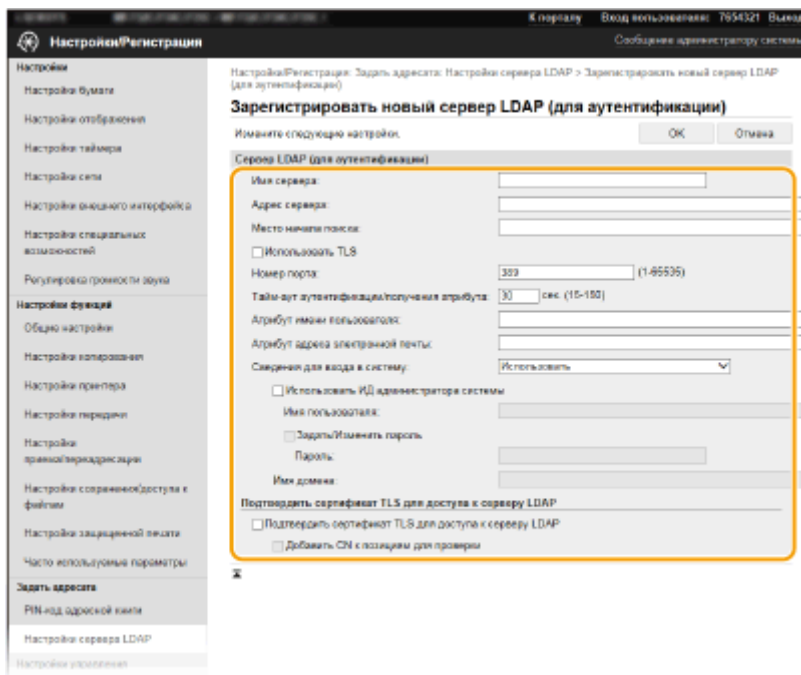 К порталу Вход пользователя: 7654321 Выход
Настройки/Регистрация
Сообщение администратору системы
Настройки
Настройки бумаги
Настройки отображения
Настройки таймера
Настройки сети
Настройки внешнего интерфейса
Настройки специальных
возможностей
Регулировка громкости звука
Настройки функций
Общие настройки
Настройки копирования
Настройки принтера
Настройки передачи
Настройки
приема/переадресации
Настройки сохранения/доступа к
файлам
Настройки защищенной печати
Часто используемые параметры
Задать адресата
PIN-код адресной книги
Настройки сервера LDAP
Настройки управления
Настройка/Регистрация: Задать адресата: Настройки сервера LDAP > Зарегистрировать новый сервер LDAP
(для аутентификации)
Зарегистрировать новый сервер LDAP (для аутентификации)
Измените следующие настройки.
OK Отмена
Сервер LDAP (для аутентификации)
Имя сервера:
Адрес сервера:
Место начала поиска:
Использовать TLS
Номер порта: 389 (1-65535)
Тайм-аут аутентификации/получения атрибута: 30 сек. (15-150)
Атрибут имени пользователя:
Атрибут адреса электронной почты:
Сведения для входа в систему: Использовать
Использовать ИД администратора системы
Имя пользователя:
Задать/Изменить пароль
Пароль:
Имя домена:
Подтвердить сертификат TLS для доступа к серверу LDAP
Подтвердить сертификат TLS для доступа к серверу LDAP
Добавить CN к позициям для проверки